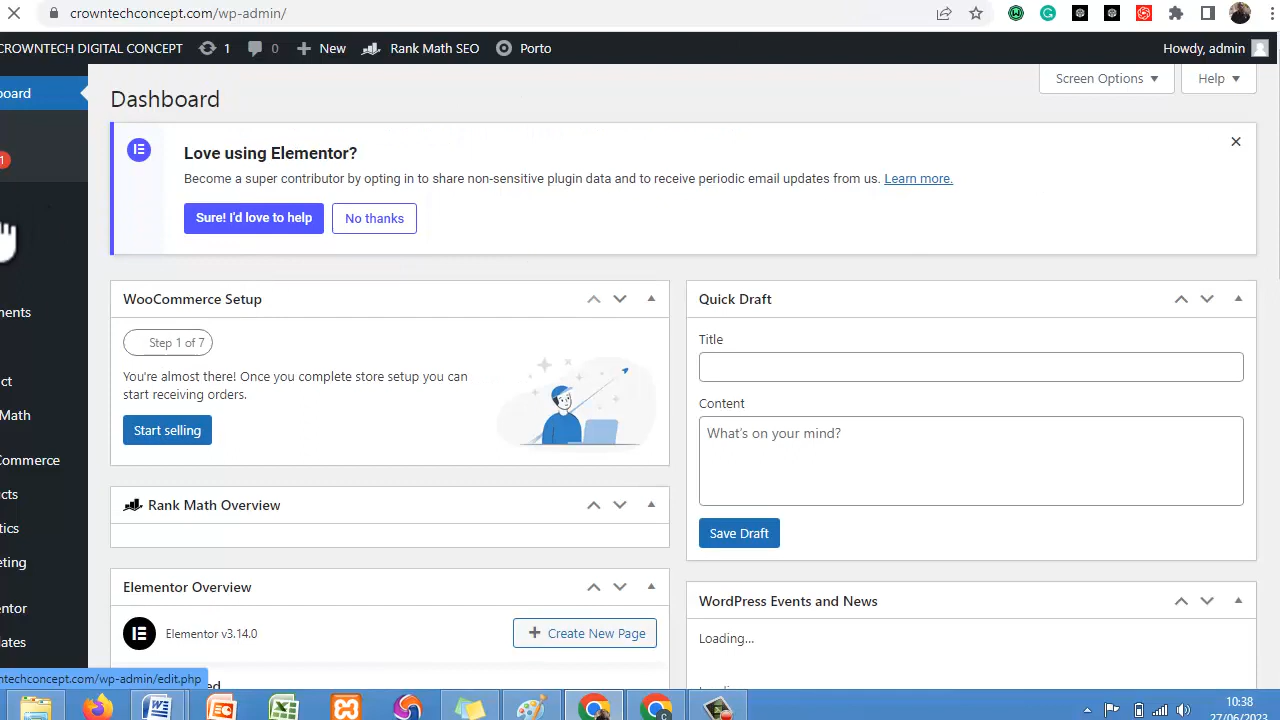 crowntechconcept.com/wp-admin/
CROWNTECH DIGITAL CONCEPT 1 0 New Rank Math SEO Porto Howdy, admin
Screen Options Help
oard
Dashboard
1
Love using Elementor?
Become a super contributor by opting in to share non-sensitive plugin data and to receive periodic email updates from us. Learn more.
Sure! I'd love to help No thanks
ments
ct
Math
Commerce
cts
tics
eting
entor
lates
WooCommerce Setup
Step 1 of 7
You're almost there! Once you complete store setup you can
start receiving orders.
Start selling
Rank Math Overview
Elementor Overview
Elementor v3.14.0
Create New Page
ed
Quick Draft
Title
Content
What's on your mind?
Save Draft
WordPress Events and News
Loading...
ntechconcept.com/wp-admin/edit.php
10:38
27/06/2023